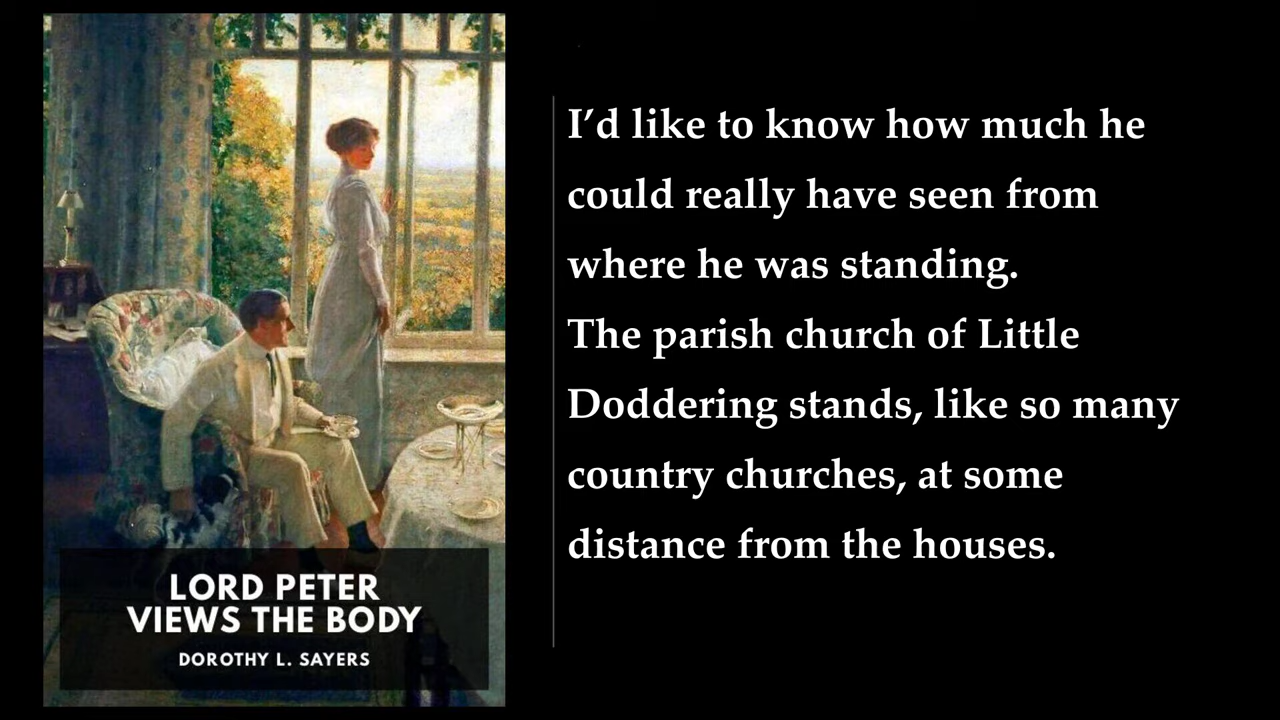 I’d like to know how much he
could really have seen from
where he was standing.
The parish church of Little
Doddering stands, like so many
country churches, at some
distance from the houses.
LORD PETER
VIEWS THE BODY
DOROTHY L. SAYERS